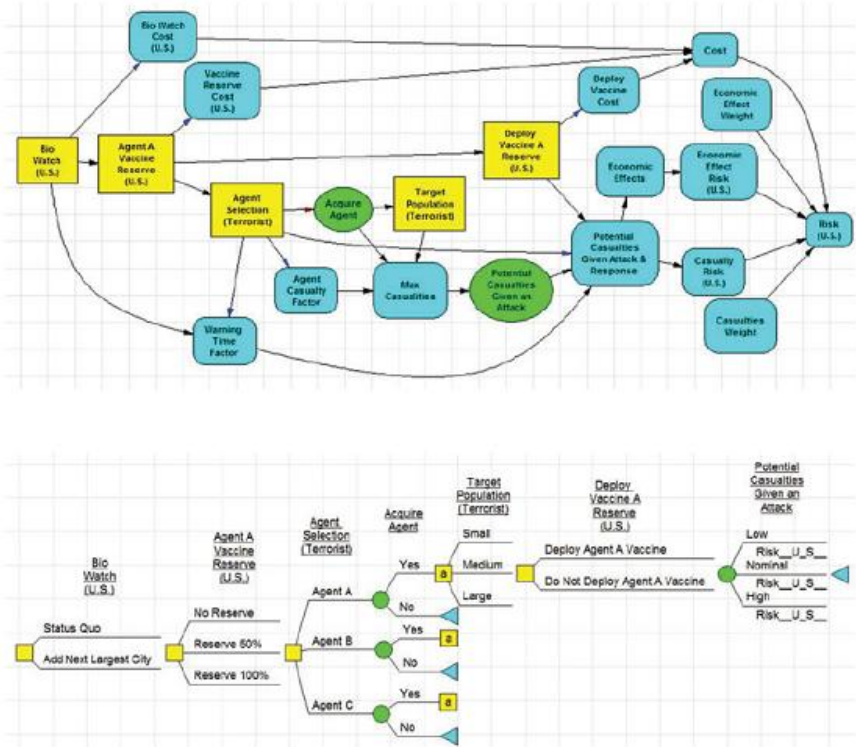 Bio Watch
Cost
(U.S.)
Cost
Vaccine
Reserve
Cost
(U.S.)
Deploy
Vaccine
Cost
Economic
Effect
Weight
Bio
Watch
(U.S.)
Agent A
Vaccine
Reserve
(U.S.)
Deploy
Vaccine A
Reserve
(U.S.)
Economic
Effects
Economic
Effect Risk
(U.S.)
Agent
Selection
(Terrorist)
Acquire
Agent
Target
Population
(Terrorist)
Risk
(U.S.)
Potential
Casualties
Given Attack &
Response
Agent
Casualty
Factor
Max
Casualities
Potential
Casualties
Given an
Attack
Casualty
Risk
(U.S.)
Warning
Time
Factor
Casualties
Weight
Bio
Watch
(U.S.)
Agent A
Vaccine
Reserve
(U.S.)
Agent
Selection
(Terrorist)
Acquire
Agent
Target
Population
(Terrorist)
Deploy
Vaccine A
Reserve
(U.S.)
Potential
Casualties
Given an
Attack
Status Quo
Add Next Largest City
No Reserve
Reserve 50%
Reserve 100%
Agent A
Agent B
Agent C
Yes
No
Yes
No
Yes
No
a
a
a
Small
Medium
Large
Deploy Agent A Vaccine
Do Not Deploy Agent A Vaccine
Low
Risk__U_S__
Nominal
Risk__U_S__
High
Risk__U_S__